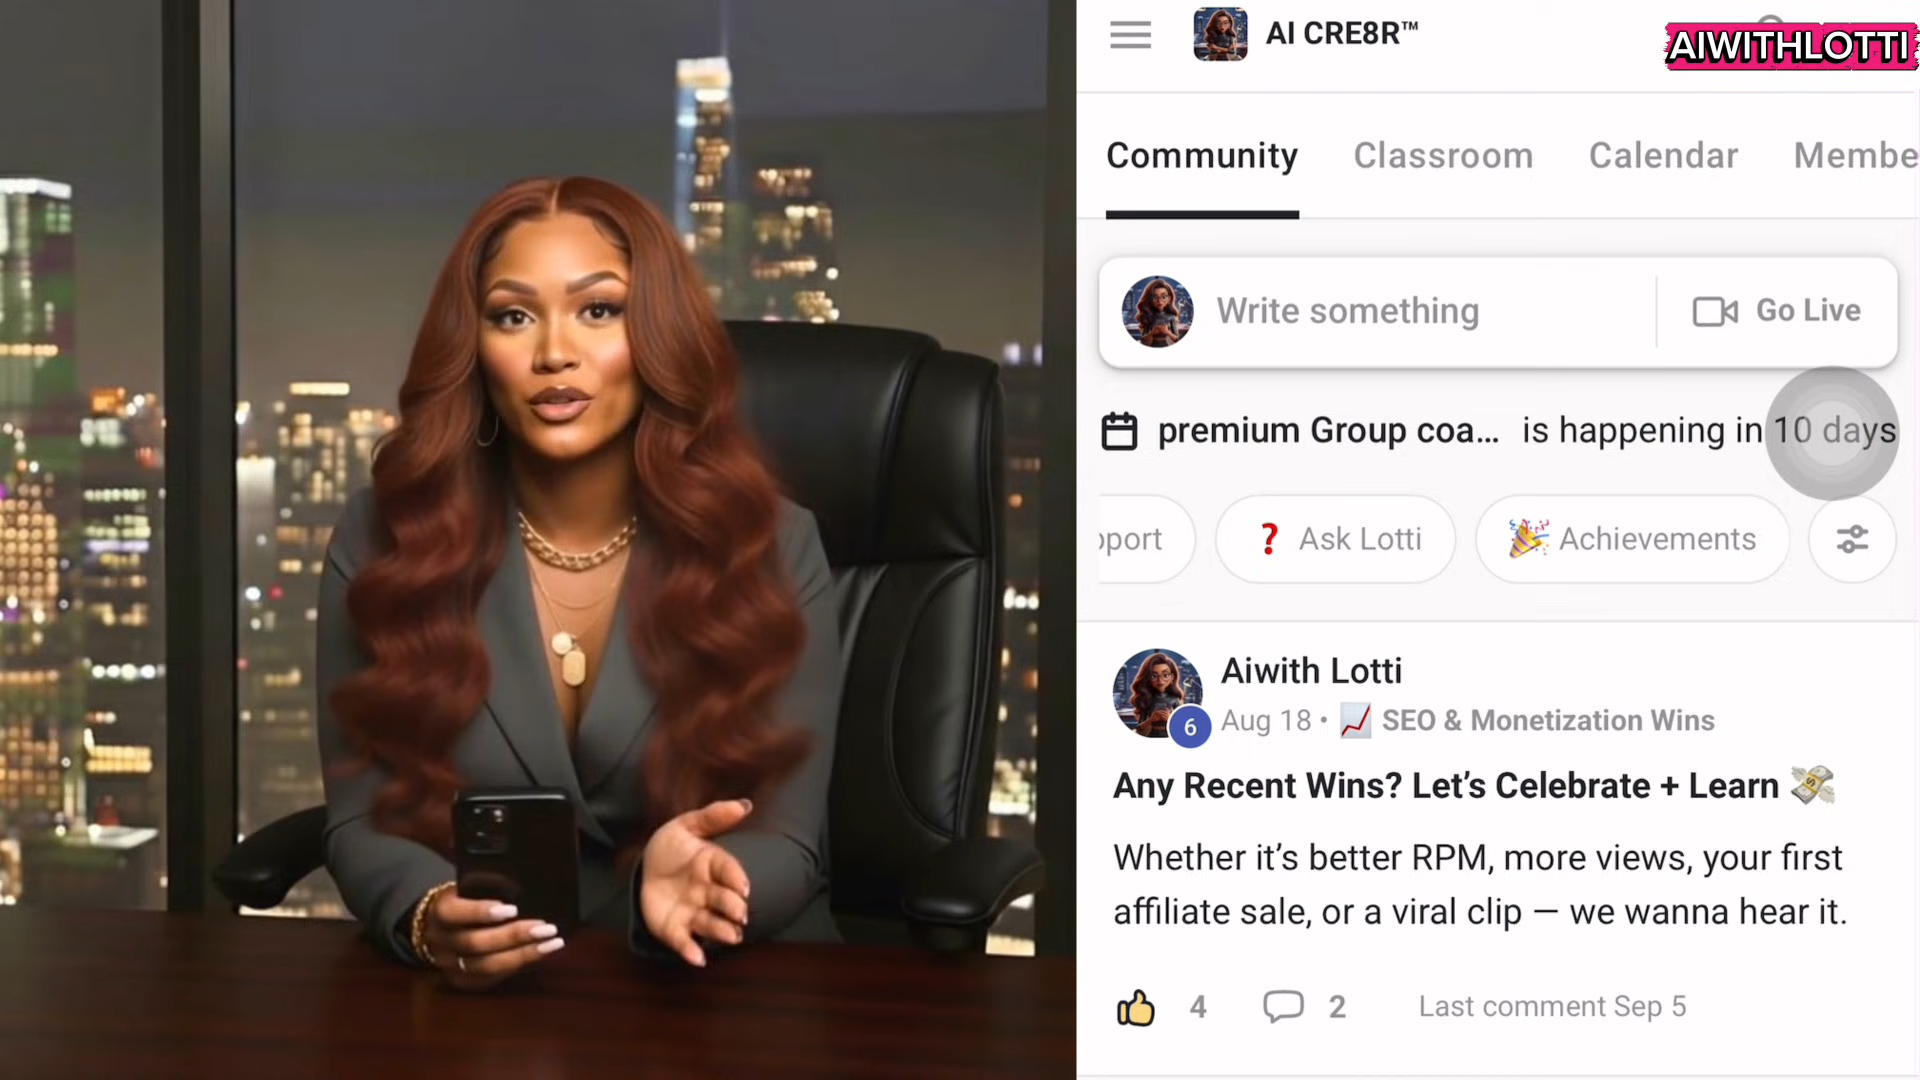 AI CRE8R™
AIWITHLOTTI
Community Classroom Calendar Membe
Write something Go Live
premium Group coa... is happening in 10 days
pport ❓ Ask Lotti 🎉 Achievements
6
Aiwith Lotti
Aug 18 • 📈 SEO & Monetization Wins
Any Recent Wins? Let’s Celebrate + Learn 💸
Whether it’s better RPM, more views, your first
affiliate sale, or a viral clip — we wanna hear it.
4 2 Last comment Sep 5